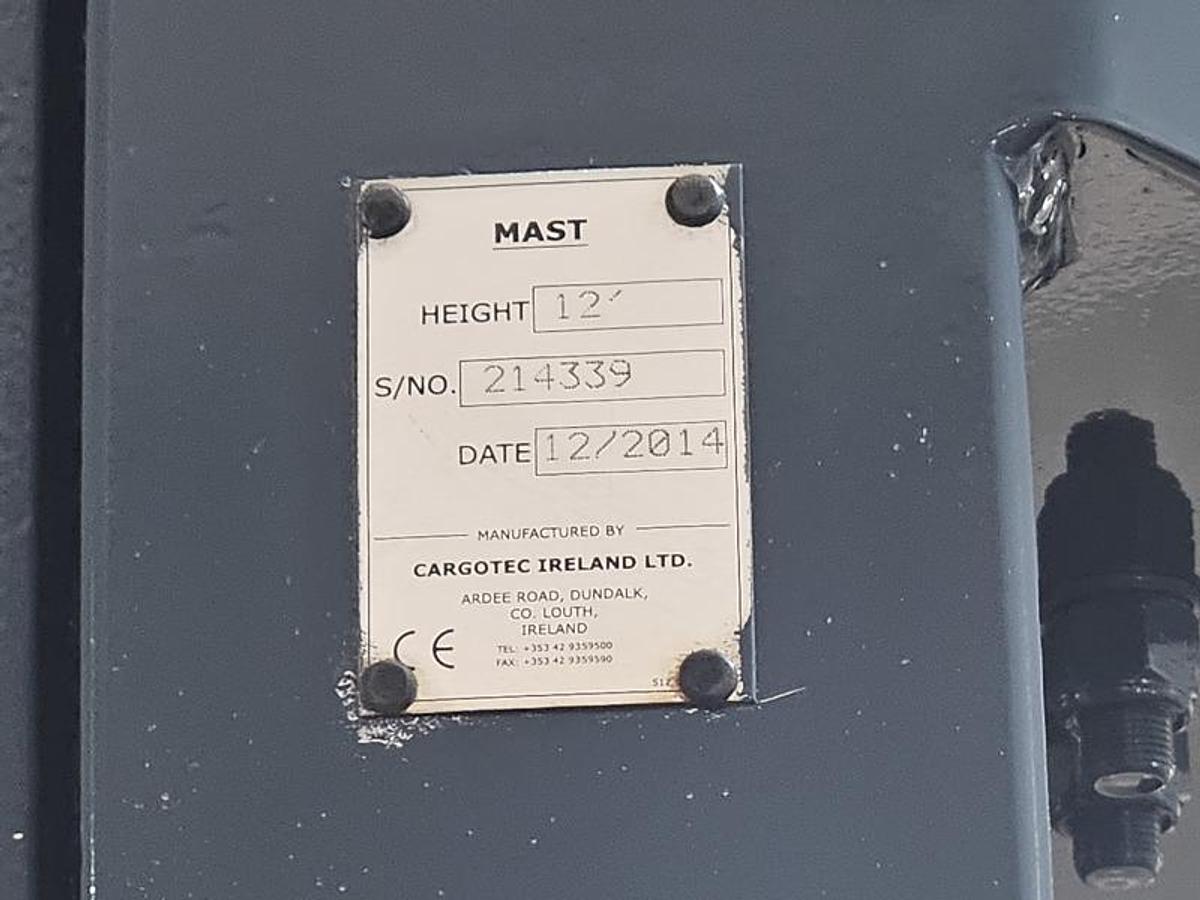 MAST
HEIGHT 12'
S/NO. 214339
DATE 12/2014
MANUFACTURED BY
CARGOTEC IRELAND LTD.
ARDEE ROAD, DUNDALK,
CO. LOUTH,
IRELAND
CE
TEL: +353 42 9359500
FAX: +353 42 9359590